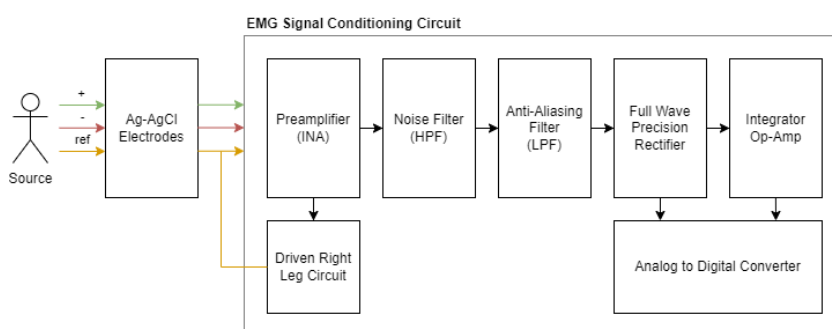 EMG Signal Conditioning Circuit
+
-
ref
Source
Ag-AgCl
Electrodes
Preamplifier
(INA)
Noise Filter
(HPF)
Anti-Aliasing
Filter
(LPF)
Full Wave
Precision
Rectifier
Integrator
Op-Amp
Driven Right
Leg Circuit
Analog to Digital Converter